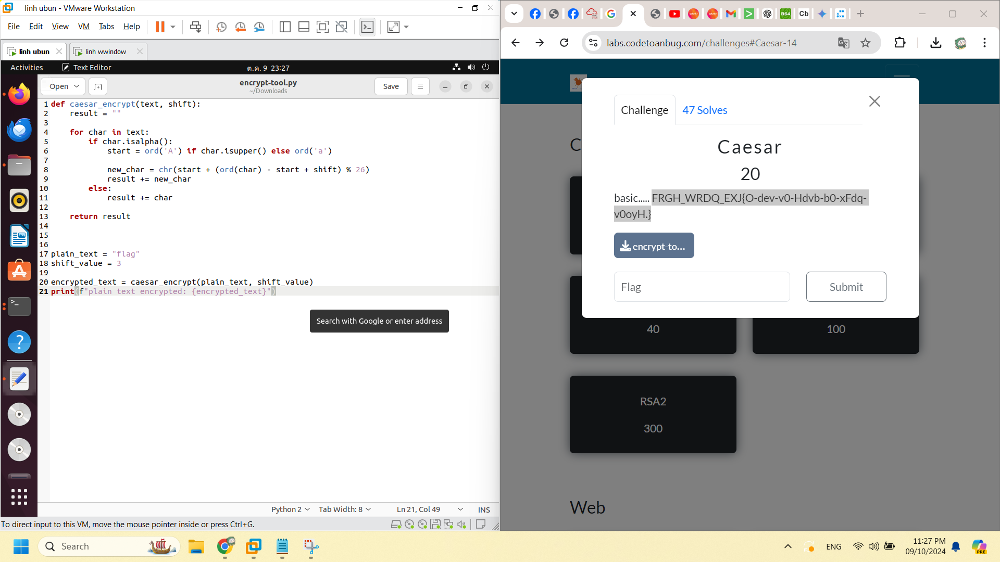 linh ubun - VMware Workstation
File Edit View VM Tabs Help
linh ubun
linh wwindow
Activities
Text Editor
ต.ค. 9 23:27
Open
encrypt-tool.py
~/Downloads
Save
1 def caesar_encrypt(text, shift):
2     result = ""
3
4     for char in text:
5         if char.isalpha():
6             start = ord('A') if char.isupper() else ord('a')
7
8             new_char = chr(start + (ord(char) - start + shift) % 26)
9             result += new_char
10         else:
11             result += char
12
13     return result
14
15
16
17 plain_text = "flag"
18 shift_value = 3
19
20 encrypted_text = caesar_encrypt(plain_text, shift_value)
21 print(f"plain text encrypted: {encrypted_text}")
Search with Google or enter address
Python 2
Tab Width: 8
Ln 21, Col 49
INS
To direct input to this VM, move the mouse pointer inside or press Ctrl+G.
B64
Cb
labs.codetoanbug.com/challenges#Caesar-14
C
Challenge
47 Solves
Caesar
20
basic..... FRGH_WRDQ_EXJ{O-dev-v0-Hdvb-b0-xFdq-
v0oyH.}
encrypt-to...
Flag
Submit
40
100
RSA2
300
Web
Search
ENG
11:27 PM
09/10/2024
PRE